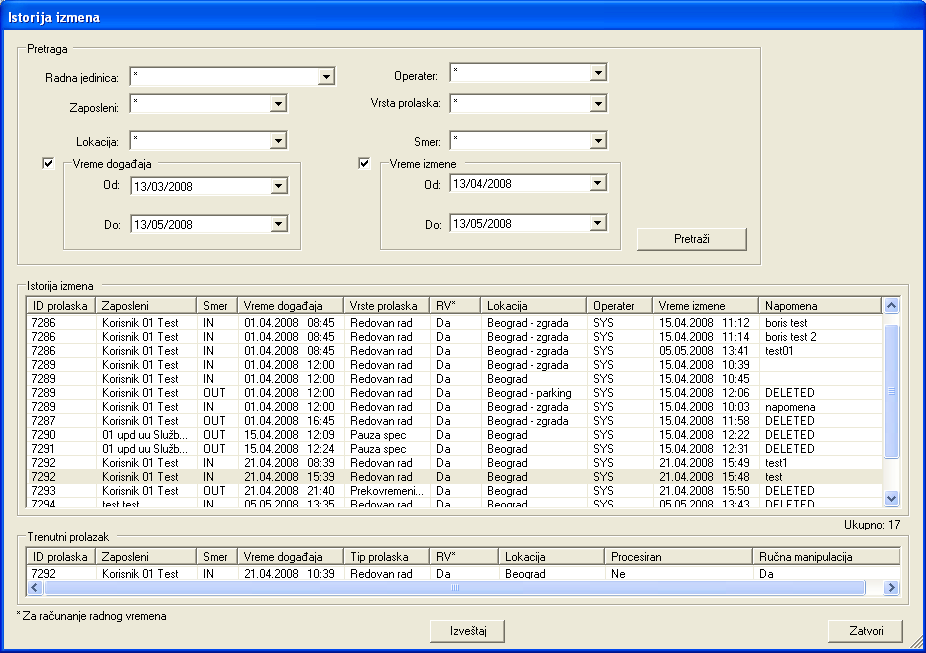 Istorija izmena
Pretraga
Radna jedinica: * Operater: *
Zaposleni: * Vrsta prolaska: *
Lokacija: * Smer: *
Vreme događaja Vreme izmene
Od: 13/03/2008 Od: 13/04/2008
Do: 13/05/2008 Do: 13/05/2008
Pretraži
Istorija izmena
ID prolaska Zaposleni Smer Vreme događaja Vrste prolaska RV* Lokacija Operater Vreme izmene Napomena
7286 Korisnik 01 Test IN 01.04.2008 08:45 Redovan rad Da Beograd - zgrada SYS 15.04.2008 11:12 boris test
7286 Korisnik 01 Test IN 01.04.2008 08:45 Redovan rad Da Beograd - zgrada SYS 15.04.2008 11:14 boris test 2
7286 Korisnik 01 Test IN 01.04.2008 08:45 Redovan rad Da Beograd - zgrada SYS 05.05.2008 13:41 test01
7289 Korisnik 01 Test IN 01.04.2008 12:00 Redovan rad Da Beograd - zgrada SYS 15.04.2008 10:39
7289 Korisnik 01 Test IN 01.04.2008 12:00 Redovan rad Da Beograd SYS 15.04.2008 10:45
7289 Korisnik 01 Test OUT 01.04.2008 12:00 Redovan rad Da Beograd - parking SYS 15.04.2008 12:06 DELETED
7289 Korisnik 01 Test IN 01.04.2008 12:00 Redovan rad Da Beograd - zgrada SYS 15.04.2008 10:03 napomena
7287 Korisnik 01 Test OUT 01.04.2008 16:45 Redovan rad Da Beograd - zgrada SYS 15.04.2008 11:58 DELETED
7290 01 upd uu Služb... OUT 15.04.2008 12:09 Pauza spec Da Beograd SYS 15.04.2008 12:22 DELETED
7291 01 upd uu Služb... OUT 15.04.2008 12:24 Pauza spec Da Beograd SYS 15.04.2008 12:31 DELETED
7292 Korisnik 01 Test IN 21.04.2008 08:39 Redovan rad Da Beograd SYS 21.04.2008 15:49 test1
7292 Korisnik 01 Test IN 21.04.2008 15:39 Redovan rad Da Beograd SYS 21.04.2008 15:48 test
7293 Korisnik 01 Test OUT 21.04.2008 21:40 Prekovremeni... Da Beograd SYS 21.04.2008 15:50 DELETED
7294 test test OUT 05.05.2008 13:35 Redovan rad Da Beograd SYS 05.05.2008 13:43 DELETED
Ukupno: 17
Trenutni prolazak
ID prolaska Zaposleni Smer Vreme događaja Tip prolaska RV* Lokacija Procesiran Ručna manipulacija
7292 Korisnik 01 Test IN 21.04.2008 10:39 Redovan rad Da Beograd Ne Da
* Za računanje radnog vremena
Izveštaj Zatvori